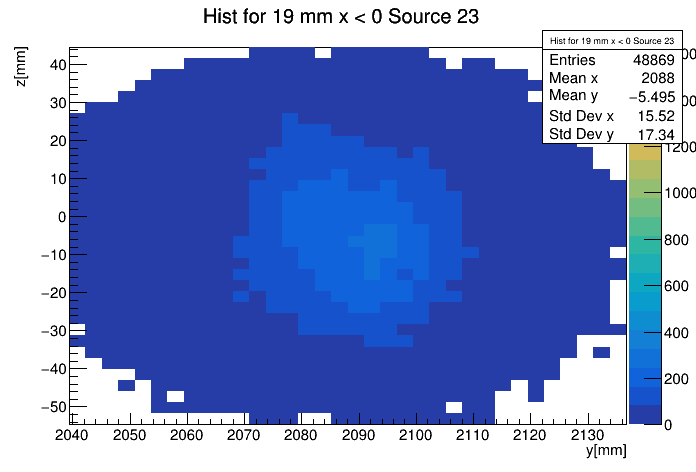 Hist for 19 mm x < 0 Source 23
z[mm]
40
30
20
10
0
−10
−20
−30
−40
−50
2040 2050 2060 2070 2080 2090 2100 2110 2120 2130
y[mm]
Hist for 19 mm x < 0 Source 23
Entries 48869
Mean x 2088
Mean y −5.495
Std Dev x 15.52
Std Dev y 17.34
1200
1000
800
600
400
200
0